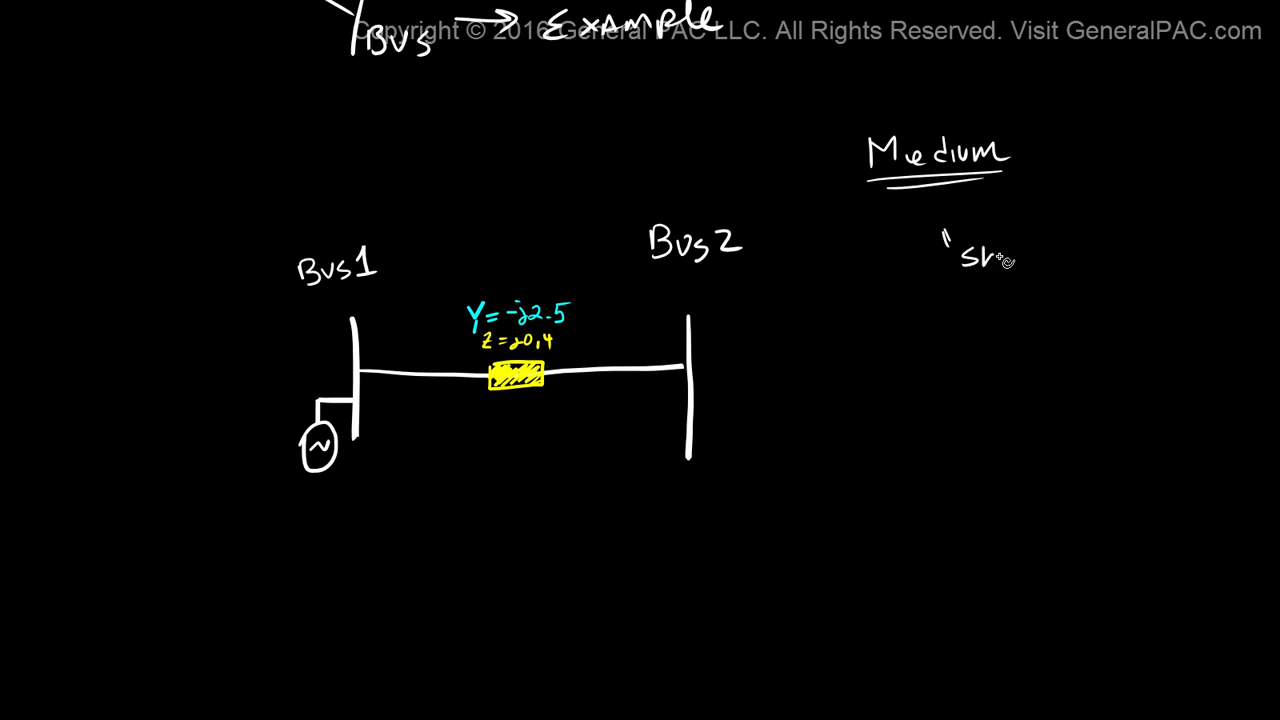 Copyright © 2016 General PAC LLC. All Rights Reserved. Visit GeneralPAC.com
YBUS → Example
Medium
Bus2
"
Bus1
Y=-j2.5
Z=j0.4
~